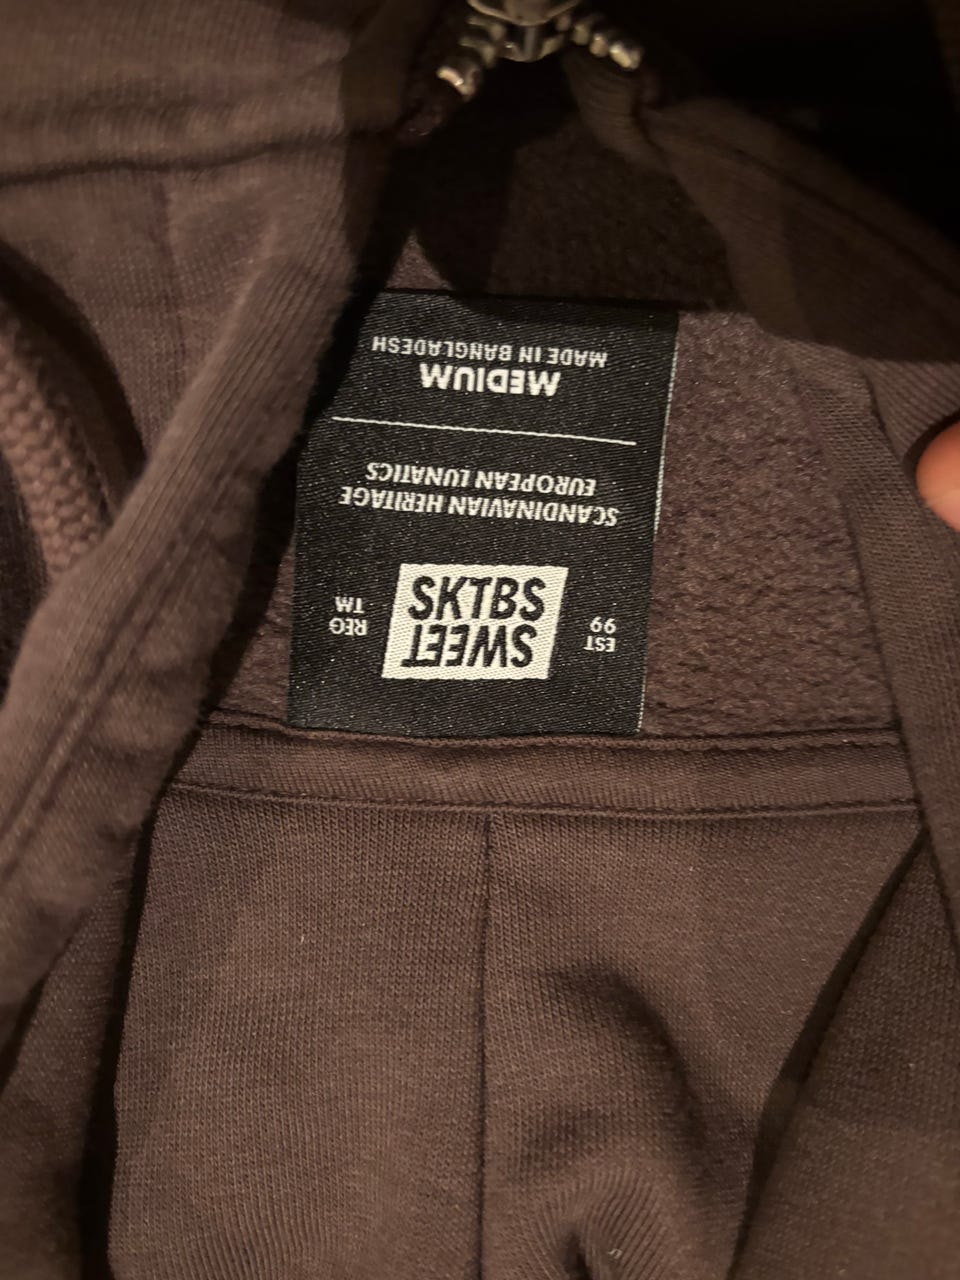 SWEET
SKTBS
EST
99
REG
TM
SCANDINAVIAN HERITAGE
EUROPEAN LUNATICS
MEDIUM
MADE IN BANGLADESH